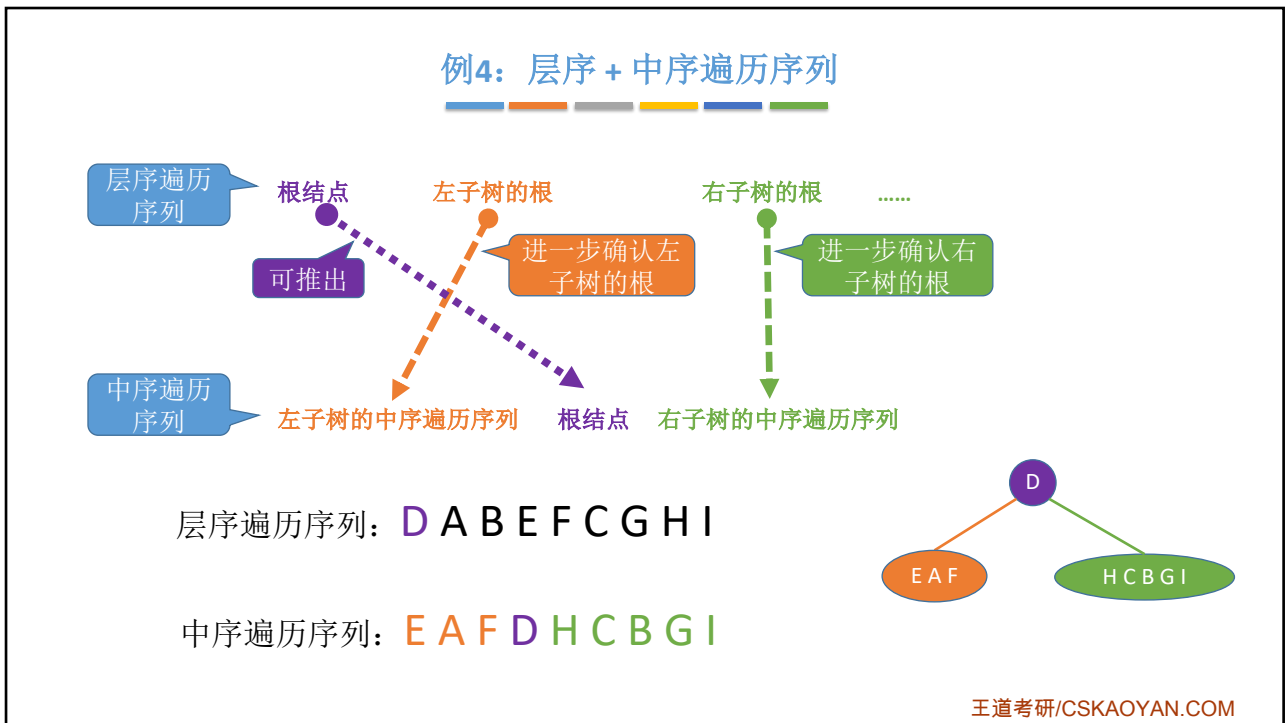 例4：层序 + 中序遍历序列
层序遍历
序列
根结点
左子树的根
右子树的根
……
可推出
进一步确认左
子树的根
进一步确认右
子树的根
中序遍历
序列
左子树的中序遍历序列
根结点
右子树的中序遍历序列
D
E A F
H C B G I
层序遍历序列：D A B E F C G H I
中序遍历序列：E A F D H C B G I
王道考研/CSKAOYAN.COM